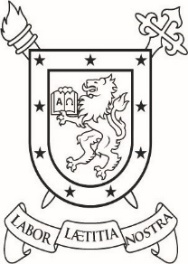 Α Ω
LABOR LÆTITIA NOSTRA